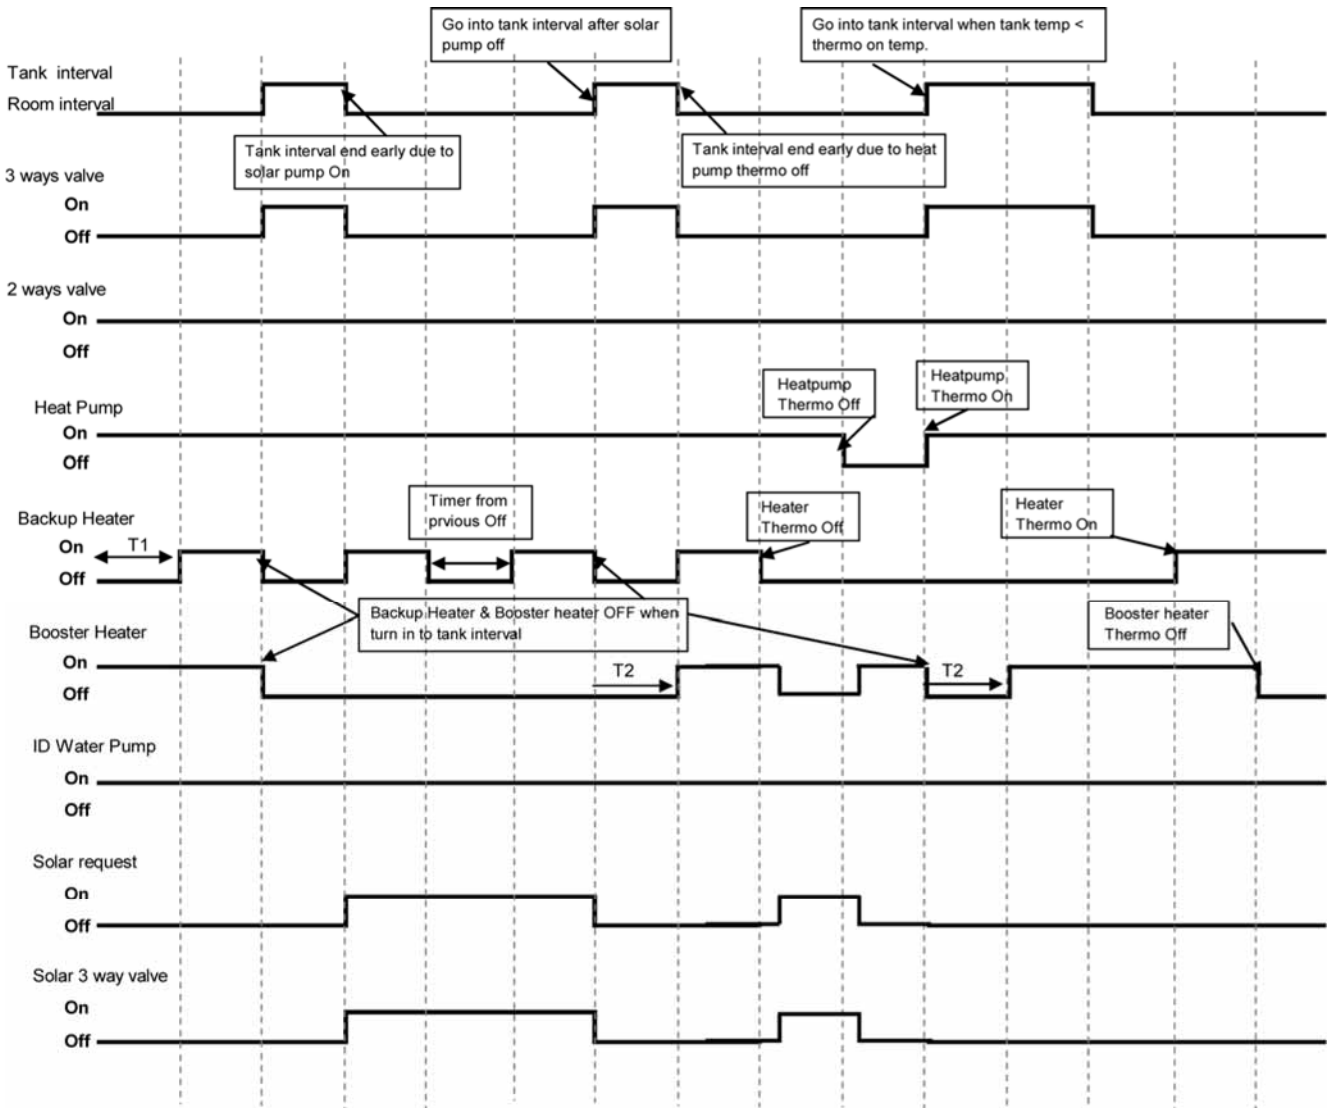 Go into tank interval after solar
pump off
Go into tank interval when tank temp <
thermo on temp.
Tank interval
Room interval
Tank interval end early due to
solar pump On
Tank interval end early due to heat
pump thermo off
3 ways valve
On
Off
2 ways valve
On
Off
Heatpump
Thermo Off
Heatpump
Thermo On
Heat Pump
On
Off
Timer from
prvious Off
Heater
Thermo Off
Heater
Thermo On
Backup Heater
On
T1
Off
Backup Heater & Booster heater OFF when
turn in to tank interval
Booster heater
Thermo Off
Booster Heater
On
T2
T2
Off
ID Water Pump
On
Off
Solar request
On
Off
Solar 3 way valve
On
Off